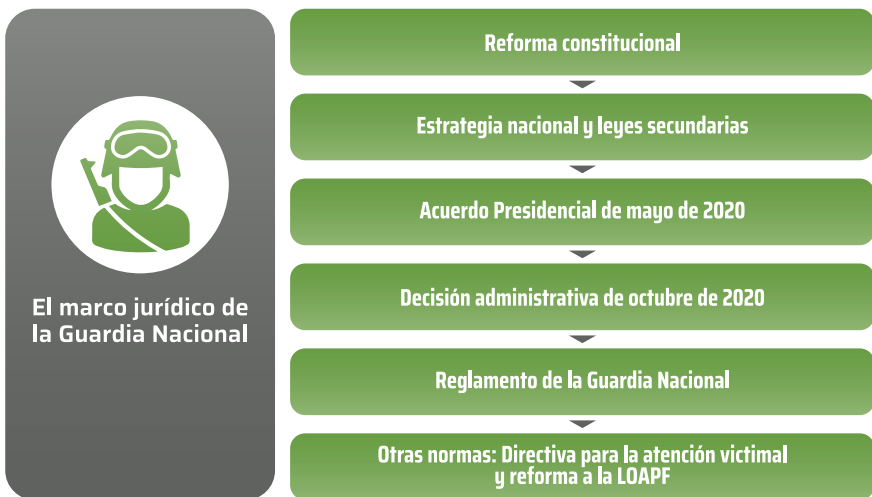 El marco jurídico de
la Guardia Nacional
Reforma constitucional
Estrategia nacional y leyes secundarias
Acuerdo Presidencial de mayo de 2020
Decisión administrativa de octubre de 2020
Reglamento de la Guardia Nacional
Otras normas: Directiva para la atención victimal
y reforma a la LOAPF